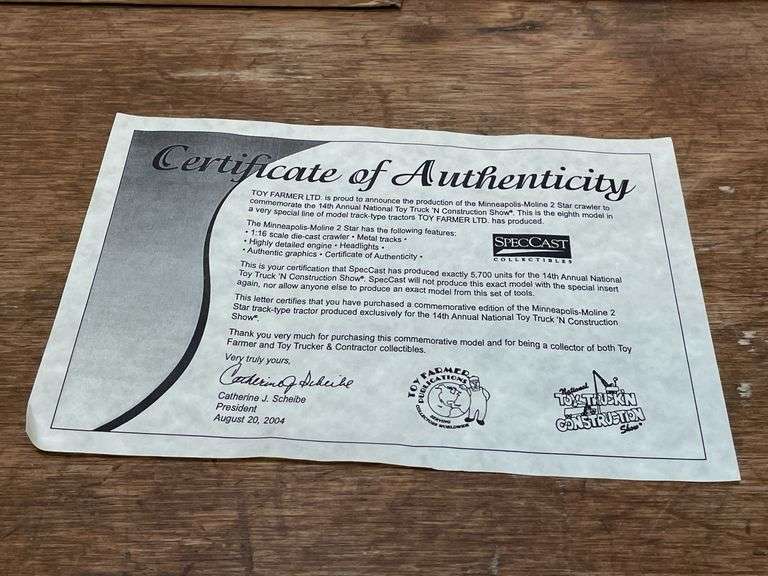 Certificate of Authenticity
TOY FARMER LTD. is proud to announce the production of the Minneapolis-Moline 2 Star crawler to
commemorate the 14th Annual National Toy Truck 'N Construction Show®. This is the eighth model in
a very special line of model track-type tractors TOY FARMER LTD. has produced.
The Minneapolis-Moline 2 Star has the following features:
• 1:16 scale die-cast crawler • Metal tracks •
• Highly detailed engine • Headlights •
• Authentic graphics • Certificate of Authenticity •
SPECCAST
COLLECTIBLES
This is your certification that SpecCast has produced exactly 5,700 units for the 14th Annual National
Toy Truck 'N Construction Show®. SpecCast will not produce this exact model with the special insert
again, nor allow anyone else to produce an exact model from this set of tools.
This letter certifies that you have purchased a commemorative edition of the Minneapolis-Moline 2
Star track-type tractor produced exclusively for the 14th Annual National Toy Truck 'N Construction
Show®.
Thank you very much for purchasing this commemorative model and for being a collector of both Toy
Farmer and Toy Trucker & Contractor collectibles.
Very truly yours,
Catherine J Scheibe
Catherine J. Scheibe
President
August 20, 2004
TOY FARMER
PUBLICATIONS
SERVING
COLLECTORS WORLDWIDE
National
TOY TRUCK'N
CONSTRUCTION
Show®